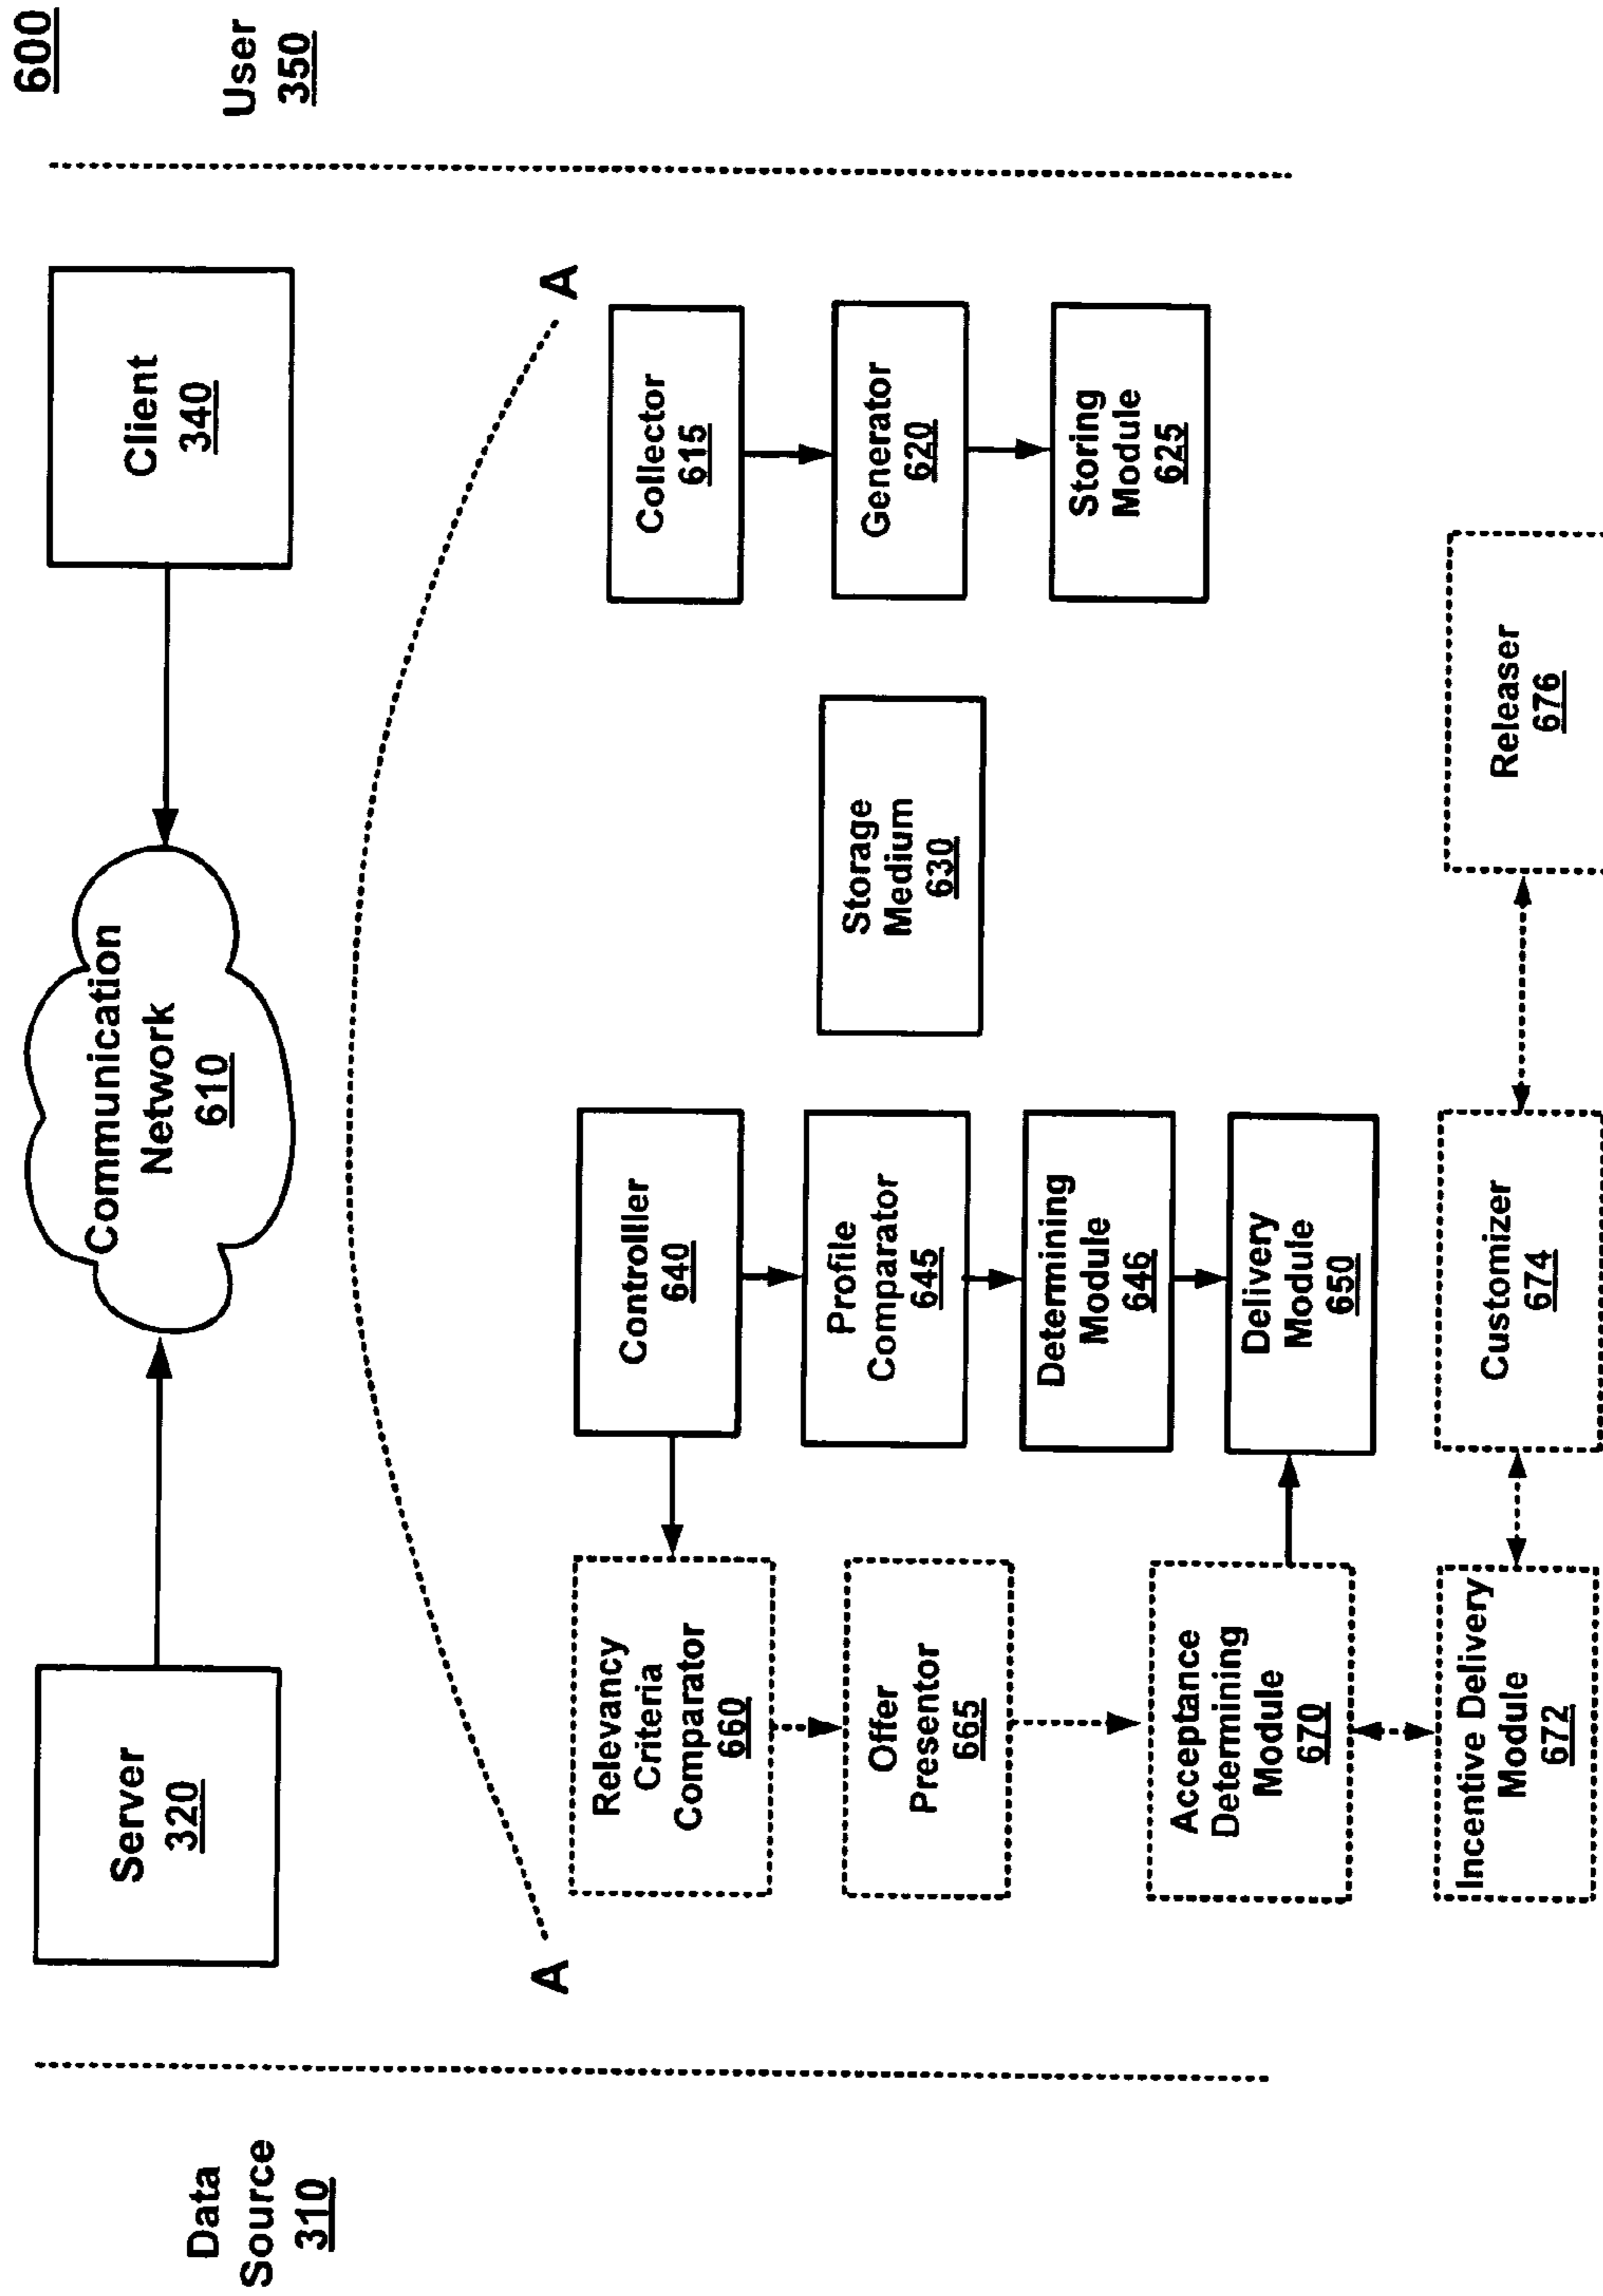 600
Data
Source
310
Server
320
Communication
Network
610
Client
340
User
350
A
A
Relevancy
Criteria
Comparator
660
Controlller
640
Collector
615
Offer
Presentor
665
Profile
Comparator
645
Storage
Medium
630
Generator
620
Acceptance
Determining
Module
670
Determining
Module
646
Storing
Module
625
Delivery
Module
650
Incentive Delivery
Module
672
Customizer
674
Releaser
676